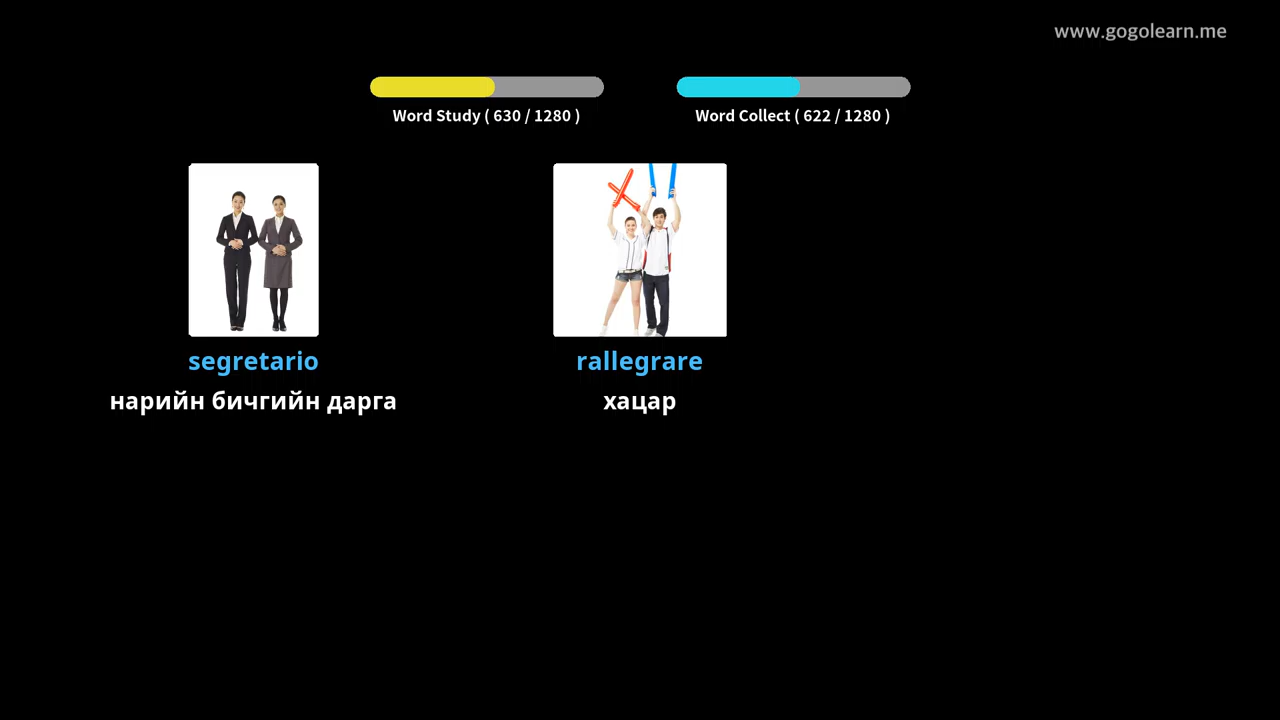 www.gogolearn.me
Word Study ( 630 / 1280 )
Word Collect ( 622 / 1280 )
segretario
нарийн бичгийн дарга
rallegrare
хацар